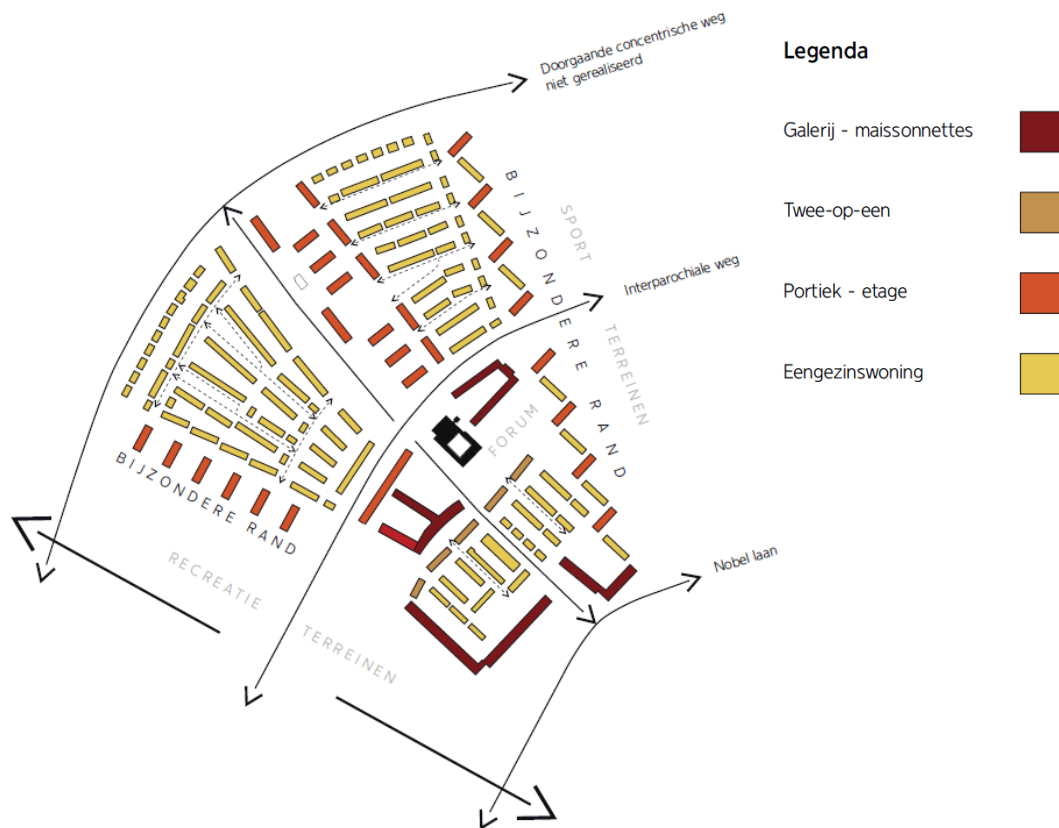 Doorgaande concentrische weg
niet gerealiseerd
Legenda
Galerij - maissonnettes
Twee-op-een
Portiek - etage
Eengezinswoning
BIJZONDERE RAND
SPORT
TERREINEN
Interparochiale weg
FORUM
BIJZONDERE RAND
RECREATIE
TERREINEN
Nobel laan